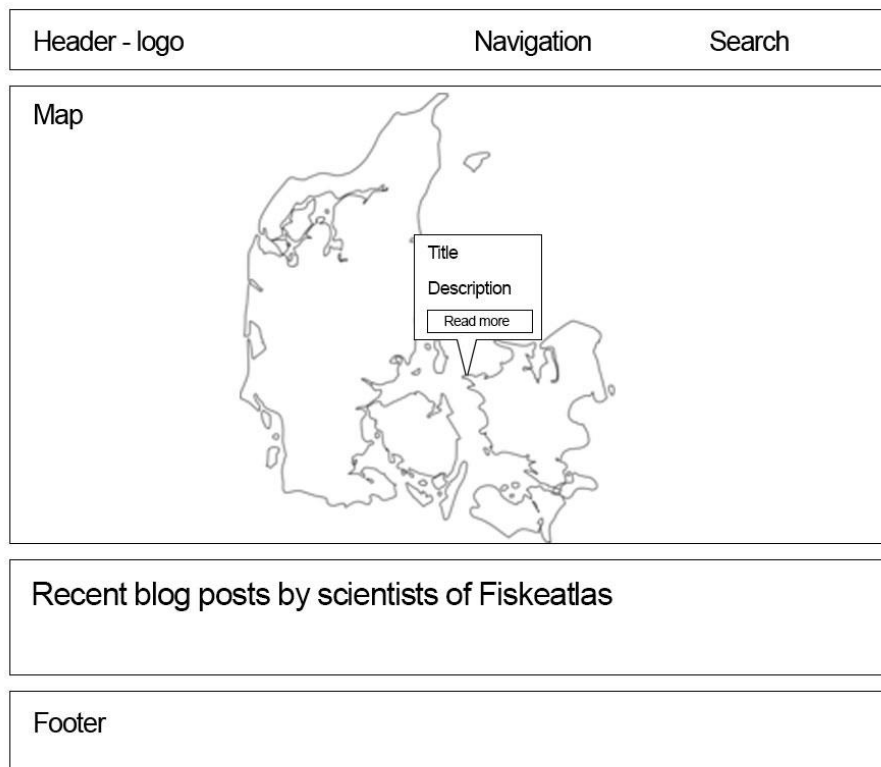 Header - logo
Navigation
Search
Map
Title
Description
Read more
Recent blog posts by scientists of Fiskeatlas
Footer